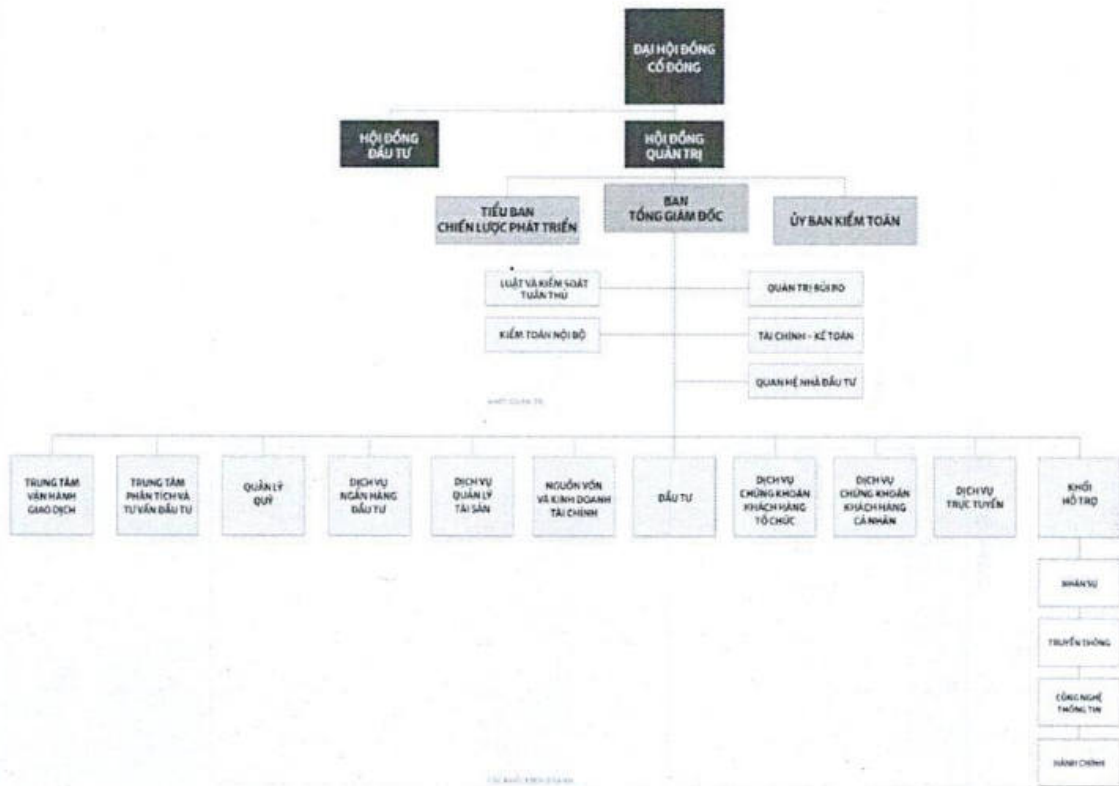 ĐẠI HỘI ĐỒNG
CỔ ĐÔNG
HỘI ĐỒNG
ĐẦU TƯ
HỘI ĐỒNG
QUẢN TRỊ
TIỂU BAN
CHIẾN LƯỢC PHÁT TRIỂN
BAN
TỔNG GIÁM ĐỐC
ỦY BAN KIỂM TOÁN
LUẬT VÀ KIỂM SOÁT
TUÂN THỦ
QUẢN TRỊ RỦI RO
KIỂM TOÁN NỘI BỘ
TÀI CHÍNH – KẾ TOÁN
QUAN HỆ NHÀ ĐẦU TƯ
TRUNG TÂM
VẬN HÀNH
GIAO DỊCH
TRUNG TÂM
PHÂN TÍCH VÀ
TƯ VẤN ĐẦU TƯ
QUẢN LÝ
QUỸ
DỊCH VỤ
NGÂN HÀNG
ĐẦU TƯ
DỊCH VỤ
QUẢN LÝ
TÀI SẢN
NGUỒN VỐN
VÀ KINH DOANH
TÀI CHÍNH
ĐẦU TƯ
DỊCH VỤ
CHỨNG KHOÁN
KHÁCH HÀNG
TỔ CHỨC
DỊCH VỤ
CHỨNG KHOÁN
KHÁCH HÀNG
CÁ NHÂN
DỊCH VỤ
TRỰC TUYẾN
KHỐI
HỖ TRỢ
NHÂN SỰ
TRUYỀN THÔNG
CÔNG NGHỆ
THÔNG TIN
HÀNH CHÍNH